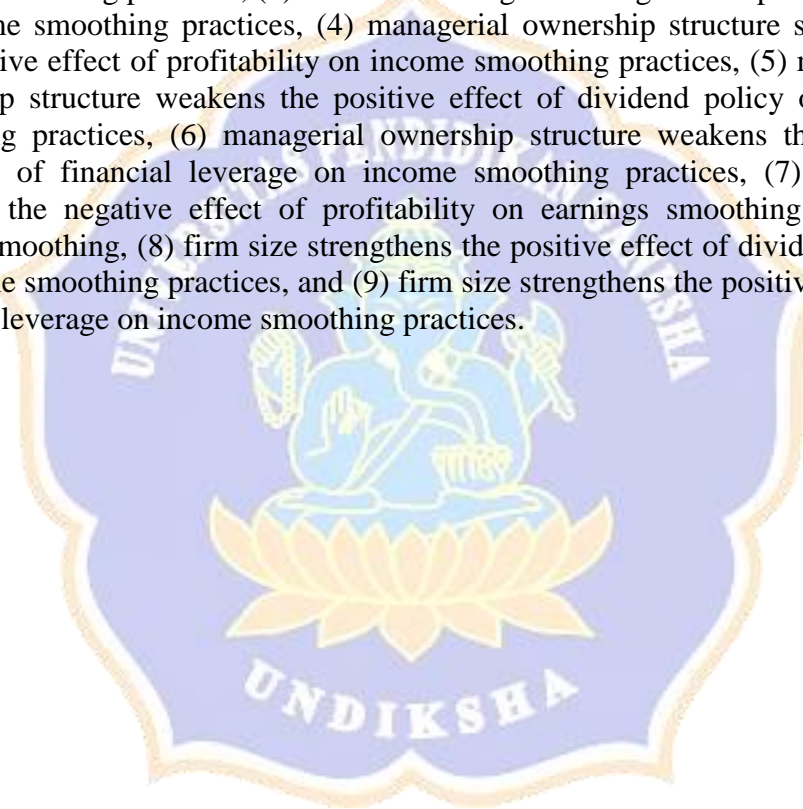 smoothing practices, (4) managerial ownership structure s
ive effect of profitability on income smoothing practices, (5)
p structure weakens the positive effect of dividend policy
g practices, (6) managerial ownership structure weakens th
of financial leverage on income smoothing practices, (7)
the negative effect of profitability on earnings smoothing
moothing, (8) firm size strengthens the positive effect of divid
e smoothing practices, and (9) firm size strengthens the positiv
leverage on income smoothing practices.
UNIVERSITAS PENDIDIKAN GANESHA
UNDIKSHA